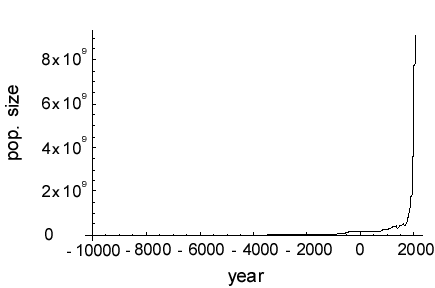 pop. size
8x10⁹
6x10⁹
4x10⁹
2x10⁹
0
- 10000 - 8000 - 6000 - 4000 - 2000 0 2000
year